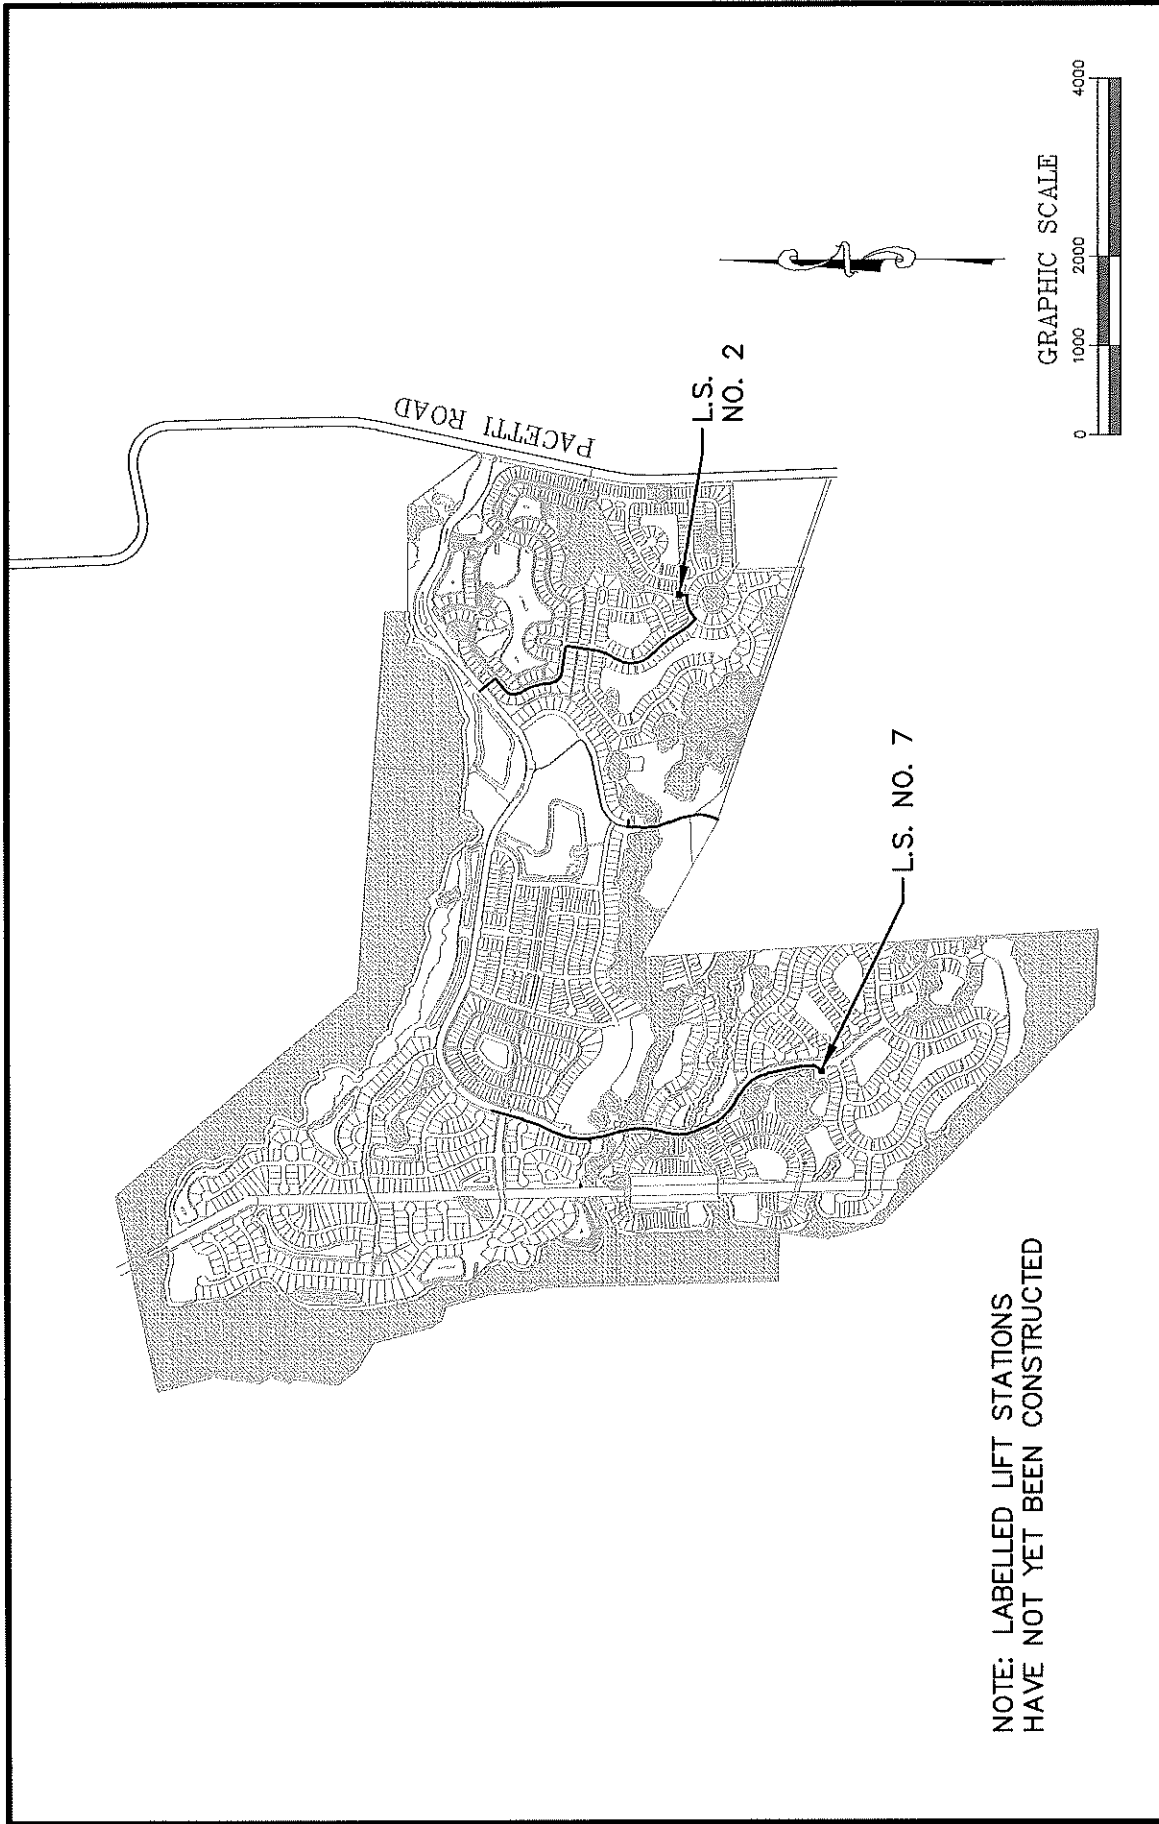 PACETTI ROAD
L.S.
NO. 2
L.S. NO. 7
NOTE: LABELLED LIFT STATIONS
HAVE NOT YET BEEN CONSTRUCTED
N
GRAPHIC SCALE
0 1000 2000 4000